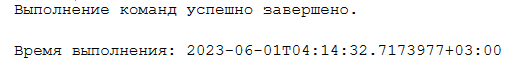 Выполнение команд успешно завершено.
Время выполнения: 2023-06-01T04:14:32.7173977+03:00